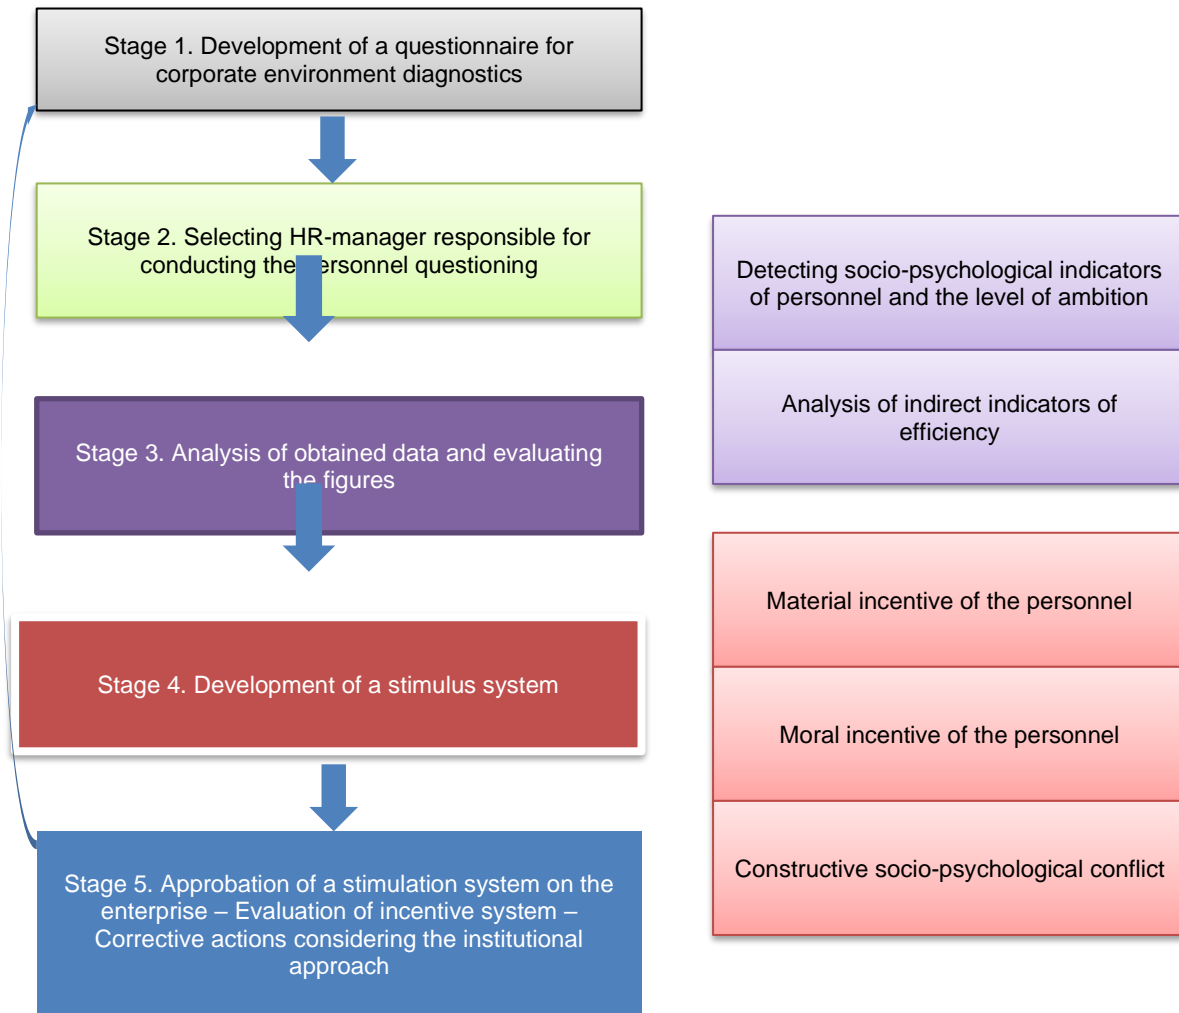 Stage 1. Development of a questionnaire for
corporate environment diagnostics
Stage 2. Selecting HR-manager responsible for
conducting the personnel questioning
Stage 3. Analysis of obtained data and evaluating
the figures
Stage 4. Development of a stimulus system
Stage 5. Approbation of a stimulation system on the
enterprise – Evaluation of incentive system –
Corrective actions considering the institutional
approach
Detecting socio-psychological indicators
of personnel and the level of ambition
Analysis of indirect indicators of
efficiency
Material incentive of the personnel
Moral incentive of the personnel
Constructive socio-psychological conflict